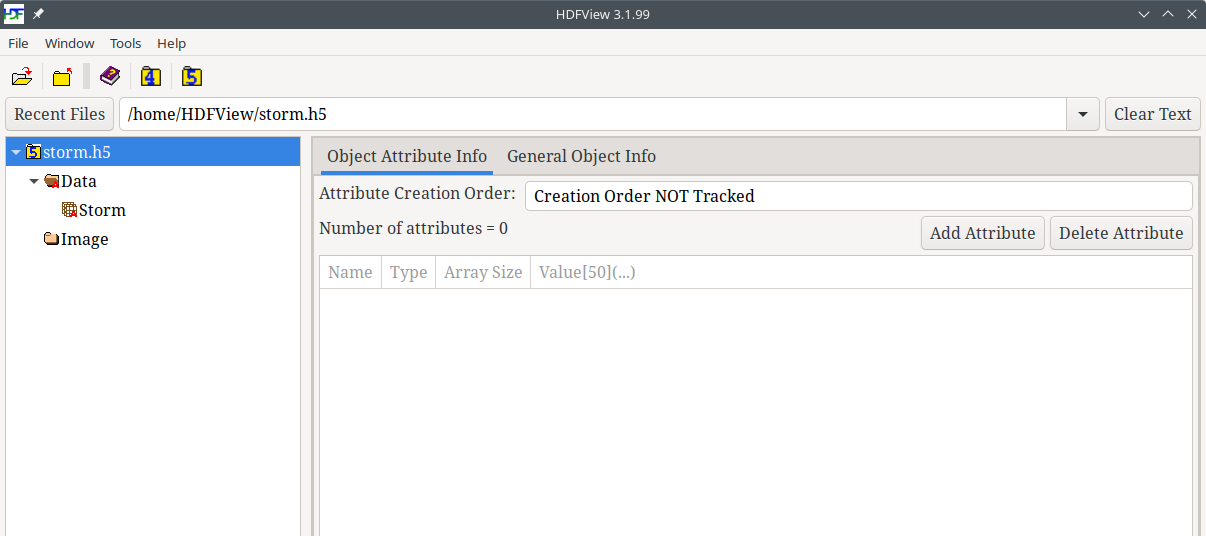 HDF
HDFView 3.1.99
File Window Tools Help
4 5
Recent Files /home/HDFView/storm.h5 Clear Text
5 storm.h5
Data
Storm
Image
Object Attribute Info General Object Info
Attribute Creation Order: Creation Order NOT Tracked
Number of attributes = 0 Add Attribute Delete Attribute
Name Type Array Size Value[50](...)